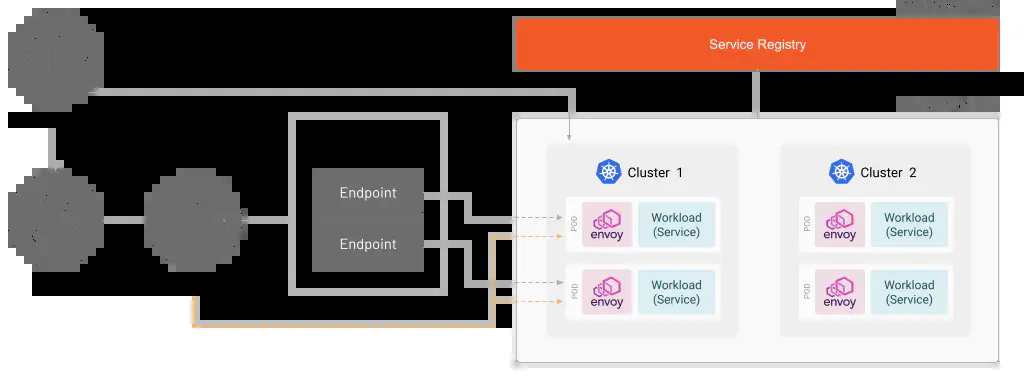 Service Registry
Cluster 1
Cluster 2
Endpoint
Endpoint
POD
envoy
Workload
(Service)
POD
envoy
Workload
(Service)
POD
envoy
Workload
(Service)
POD
envoy
Workload
(Service)